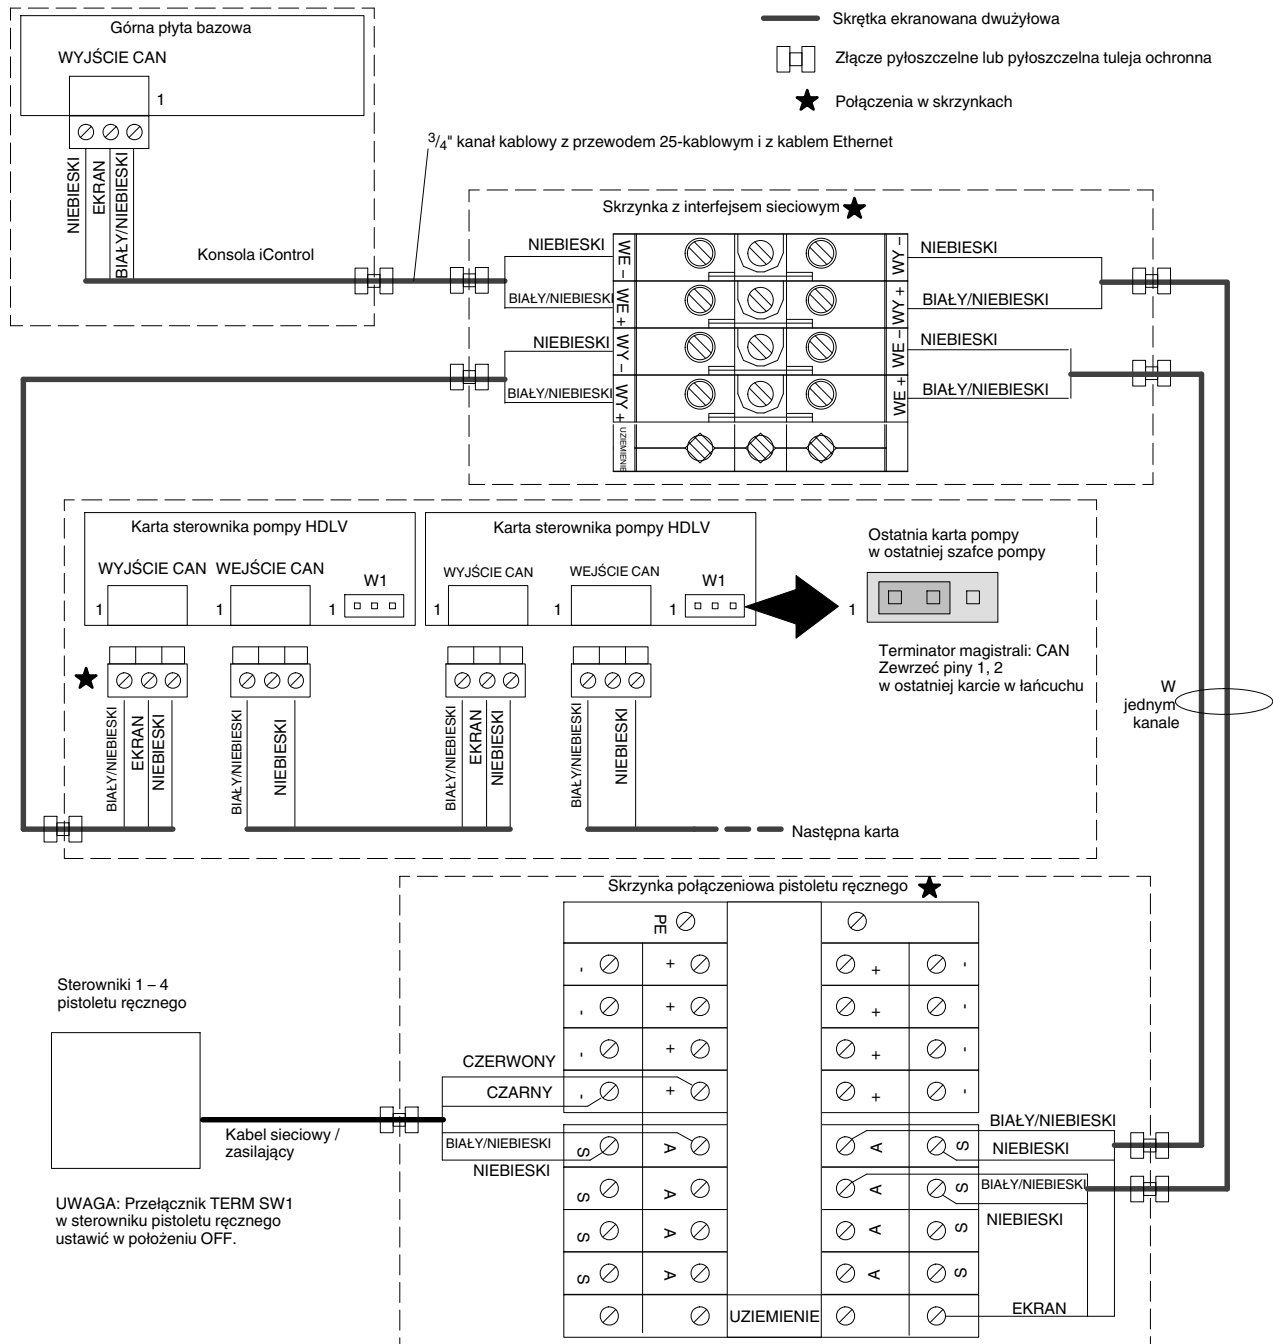 Górna płyta bazowa
WYJŚCIE CAN
1
NIEBIESKI
EKRAN
BIAŁY/NIEBIESKI
Konsola iControl
Skrętka ekranowana dwużyłowa
Złącze pyłoszczelne lub pyłoszczelna tuleja ochronna
Połączenia w skrzynkach
3/4" kanał kablowy z przewodem 25-kablowym i z kablem Ethernet
Skrzynka z interfejsem sieciowym
NIEBIESKI
WE -
WY -
NIEBIESKI
BIAŁY/NIEBIESKI
WE +
WY +
BIAŁY/NIEBIESKI
NIEBIESKI
WY -
WE -
NIEBIESKI
BIAŁY/NIEBIESKI
WY +
WE +
BIAŁY/NIEBIESKI
UZIEMIENIE
Karta sterownika pompy HDLV
WYJŚCIE CAN
WEJŚCIE CAN
W1
1
1
1
Karta sterownika pompy HDLV
WYJŚCIE CAN
WEJŚCIE CAN
W1
1
1
1
Ostatnia karta pompy
w ostatniej szafce pompy
1
Terminator magistrali: CAN
Zewrzeć piny 1, 2
w ostatniej karcie w łańcuchu
W
jednym
kanale
BIAŁY/NIEBIESKI
EKRAN
NIEBIESKI
BIAŁY/NIEBIESKI
NIEBIESKI
BIAŁY/NIEBIESKI
EKRAN
NIEBIESKI
BIAŁY/NIEBIESKI
NIEBIESKI
Następna karta
Skrzynka połączeniowa pistoletu ręcznego
PE
- + + -
- + + -
- + + -
- + + -
S A A S
S A A S
S A A S
S A A S
UZIEMIENIE
Sterowniki 1 – 4
pistoletu ręcznego
CZERWONY
CZARNY
BIAŁY/NIEBIESKI
NIEBIESKI
Kabel sieciowy /
zasilający
UWAGA: Przełącznik TERM SW1
w sterowniku pistoletu ręcznego
ustawić w położeniu OFF.
BIAŁY/NIEBIESKI
NIEBIESKI
BIAŁY/NIEBIESKI
NIEBIESKI
EKRAN